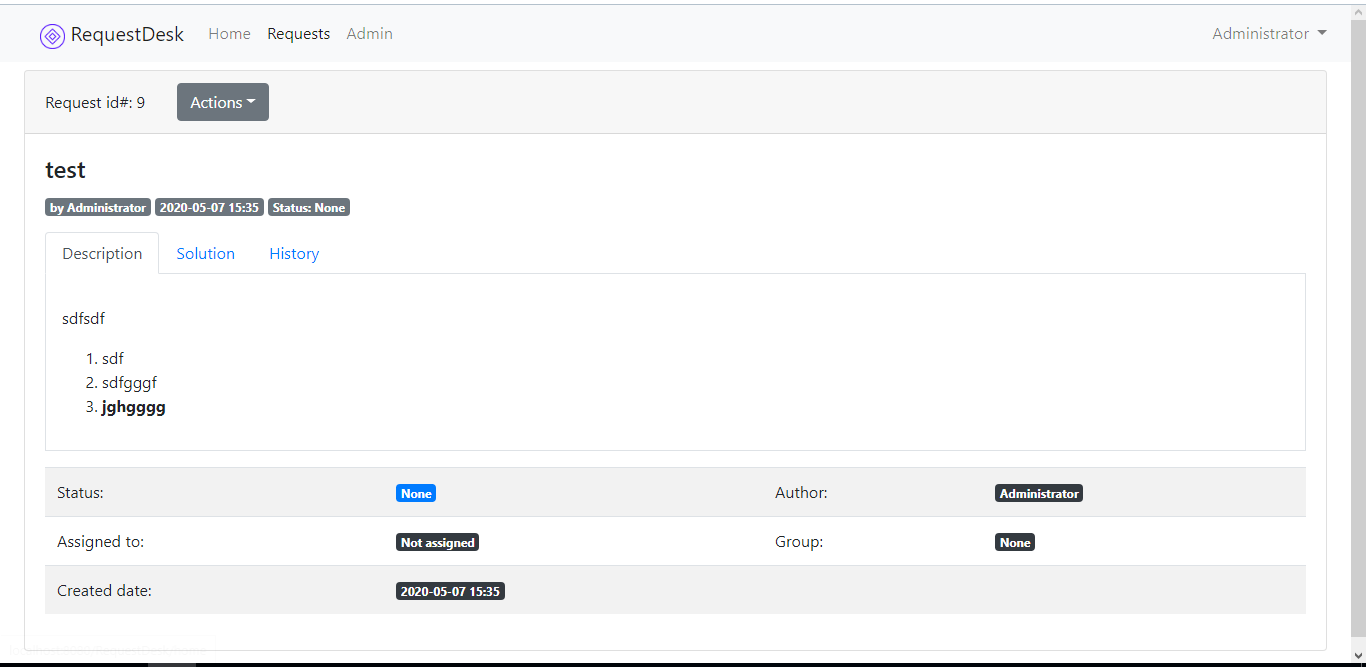 RequestDesk Home Requests Admin Administrator
Request id#: 9 Actions
test
by Administrator 2020-05-07 15:35 Status: None
Description Solution History
sdfsdf
1. sdf
2. sdfgggf
3. jghgggg
Status: None Author: Administrator
Assigned to: Not assigned Group: None
Created date: 2020-05-07 15:35